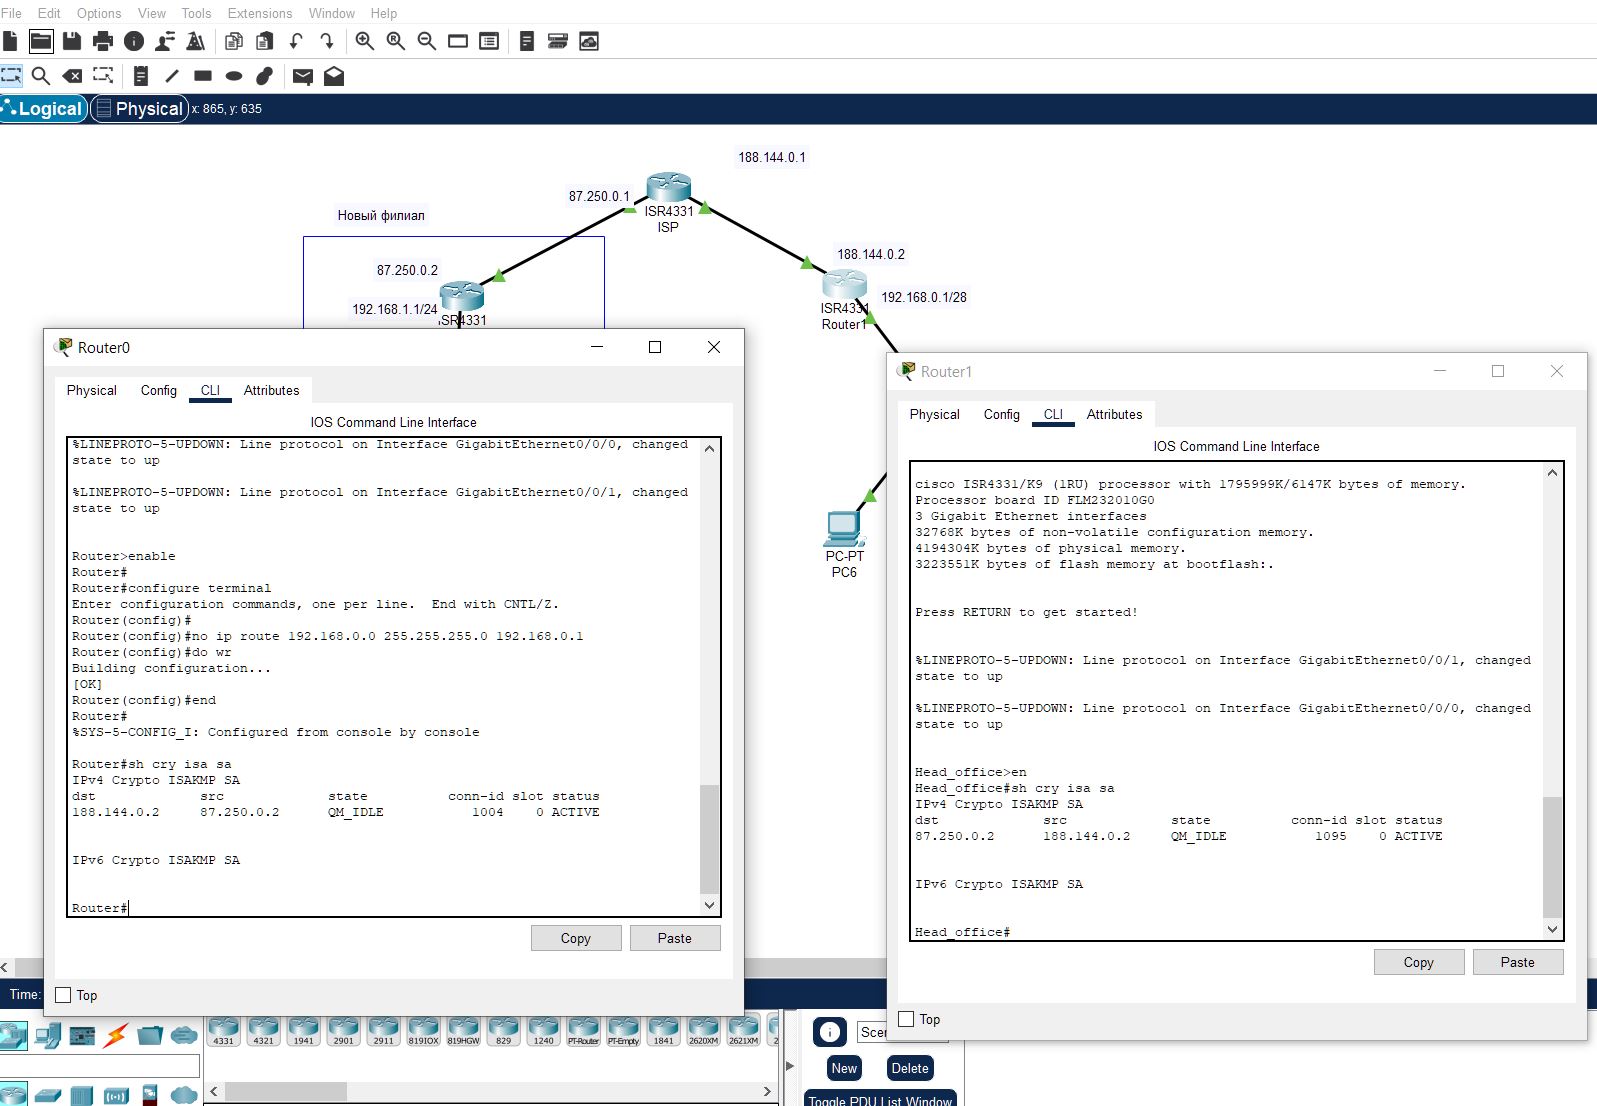 File Edit Options View Tools Extensions Window Help
Logical Physical x: 865, y: 635
188.144.0.1
87.250.0.1
ISR4331
ISP
Новый филиал
188.144.0.2
87.250.0.2
192.168.0.1/28
192.168.1.1/24
ISR4331
ISR4331
Router1
Router0
Physical Config CLI Attributes
IOS Command Line Interface
%LINEPROTO-5-UPDOWN: Line protocol on Interface GigabitEthernet0/0/0, changed
state to up
%LINEPROTO-5-UPDOWN: Line protocol on Interface GigabitEthernet0/0/1, changed
state to up
Router>enable
Router#
Router#configure terminal
Enter configuration commands, one per line.  End with CNTL/Z.
Router(config)#
Router(config)#no ip route 192.168.0.0 255.255.255.0 192.168.0.1
Router(config)#do wr
Building configuration...
[OK]
Router(config)#end
Router#
%SYS-5-CONFIG_I: Configured from console by console
Router#sh cry isa sa
IPv4 Crypto ISAKMP SA
dst src state conn-id slot status
188.144.0.2 87.250.0.2 QM_IDLE 1004 0 ACTIVE
IPv6 Crypto ISAKMP SA
Router#
Copy Paste
Top
PC-PT
PC6
Router1
Physical Config CLI Attributes
IOS Command Line Interface
cisco ISR4331/K9 (1RU) processor with 1795999K/6147K bytes of memory.
Processor board ID FLM232010G0
3 Gigabit Ethernet interfaces
32768K bytes of non-volatile configuration memory.
4194304K bytes of physical memory.
3223551K bytes of flash memory at bootflash:.
Press RETURN to get started!
%LINEPROTO-5-UPDOWN: Line protocol on Interface GigabitEthernet0/0/1, changed
state to up
%LINEPROTO-5-UPDOWN: Line protocol on Interface GigabitEthernet0/0/0, changed
state to up
Head_office>en
Head_office#sh cry isa sa
IPv4 Crypto ISAKMP SA
dst src state conn-id slot status
87.250.0.2 188.144.0.2 QM_IDLE 1095 0 ACTIVE
IPv6 Crypto ISAKMP SA
Head_office#
Copy Paste
Top
Time:
4331 4321 1941 2901 2911 819IOX 819HGW 829 1240 PT-Router PT-Empty 1841 2620XM 2621XM 2
Scen
New Delete
Toggle PDU List Window